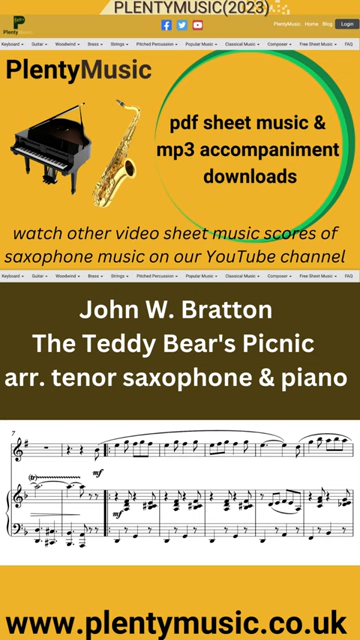 PLENTYMUSIC(2023)
PlentyMusic Home Blog Login
PlentyMusic
Keyboard Guitar Woodwind Brass Strings Pitched Percussion Popular Music Classical Music Free Sheet Music FAQ
PlentyMusic
pdf sheet music &
mp3 accompaniment
downloads
watch other video sheet music scores of
saxophone music on our YouTube channel
Keyboard Guitar Woodwind Brass Strings Pitched Percussion Popular Music Classical Music Free Sheet Music FAQ
John W. Bratton
The Teddy Bear's Picnic
arr. tenor saxophone & piano
7
mf
(tr)
mf
www.plentymusic.co.uk